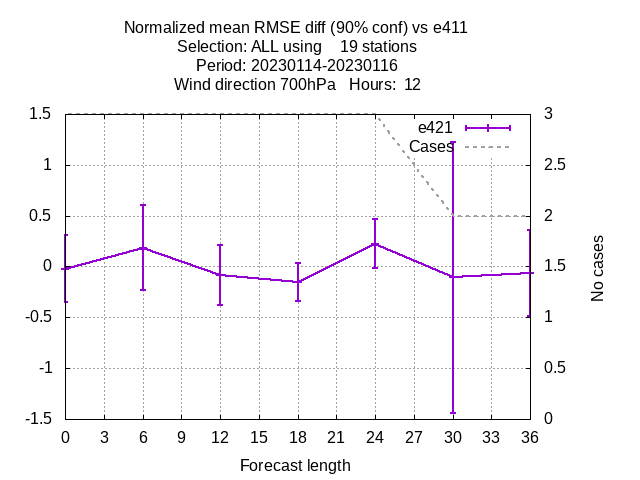 Normalized mean RMSE diff (90% conf) vs e411
Selection: ALL using    19 stations
Period: 20230114-20230116
Wind direction 700hPa   Hours:  12
1.5
1
0.5
0
-0.5
-1
-1.5
3
2.5
2
1.5
1
0.5
0
e421
Cases
No cases
0 3 6 9 12 15 18 21 24 27 30 33 36
Forecast length